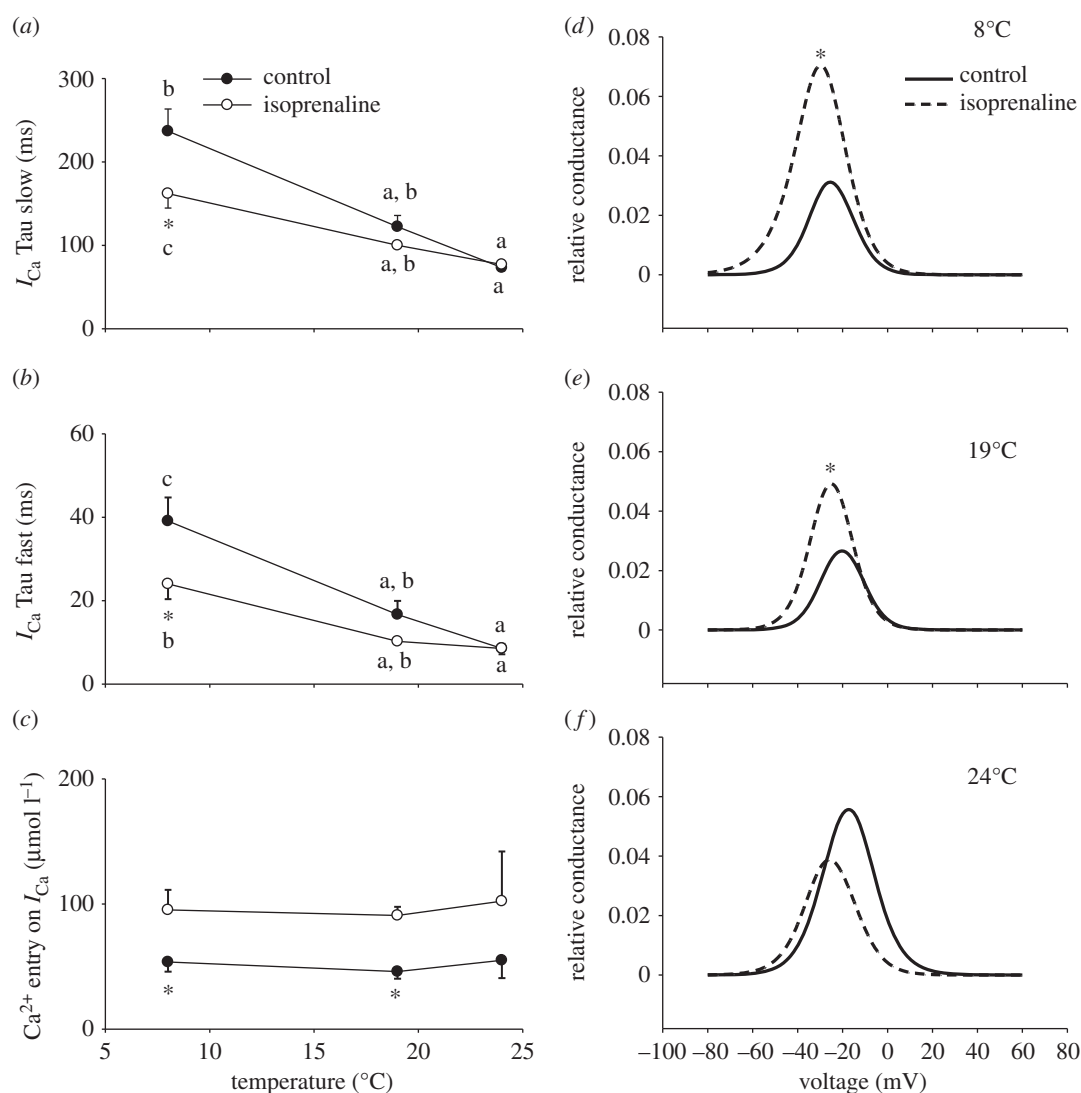 (a)
control
isoprenaline
300
200
100
0
I_Ca Tau slow (ms)
b
a, b
a
*
c
a, b
a
(b)
60
40
20
0
I_Ca Tau fast (ms)
c
a, b
a
*
b
a, b
a
(c)
200
100
0
Ca²⁺ entry on I_Ca (µmol l⁻¹)
*
*
5 10 15 20 25
temperature (°C)
(d)
8°C
control
isoprenaline
0.08
0.06
0.04
0.02
0
relative conductance
*
(e)
19°C
0.08
0.06
0.04
0.02
0
relative conductance
*
(f)
24°C
0.08
0.06
0.04
0.02
0
relative conductance
−100 −80 −60 −40 −20 0 20 40 60 80
voltage (mV)